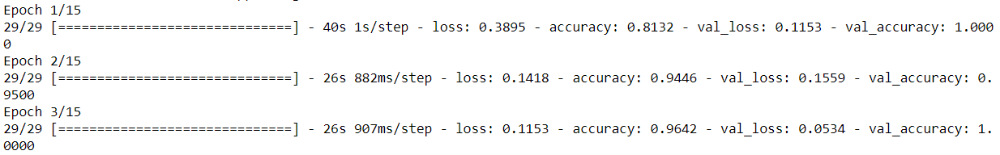 Epoch 1/15
29/29 [==============================] - 40s 1s/step - loss: 0.3895 - accuracy: 0.8132 - val_loss: 0.1153 - val_accuracy: 1.000
0
Epoch 2/15
29/29 [==============================] - 26s 882ms/step - loss: 0.1418 - accuracy: 0.9446 - val_loss: 0.1559 - val_accuracy: 0.
9500
Epoch 3/15
29/29 [==============================] - 26s 907ms/step - loss: 0.1153 - accuracy: 0.9642 - val_loss: 0.0534 - val_accuracy: 1.
0000